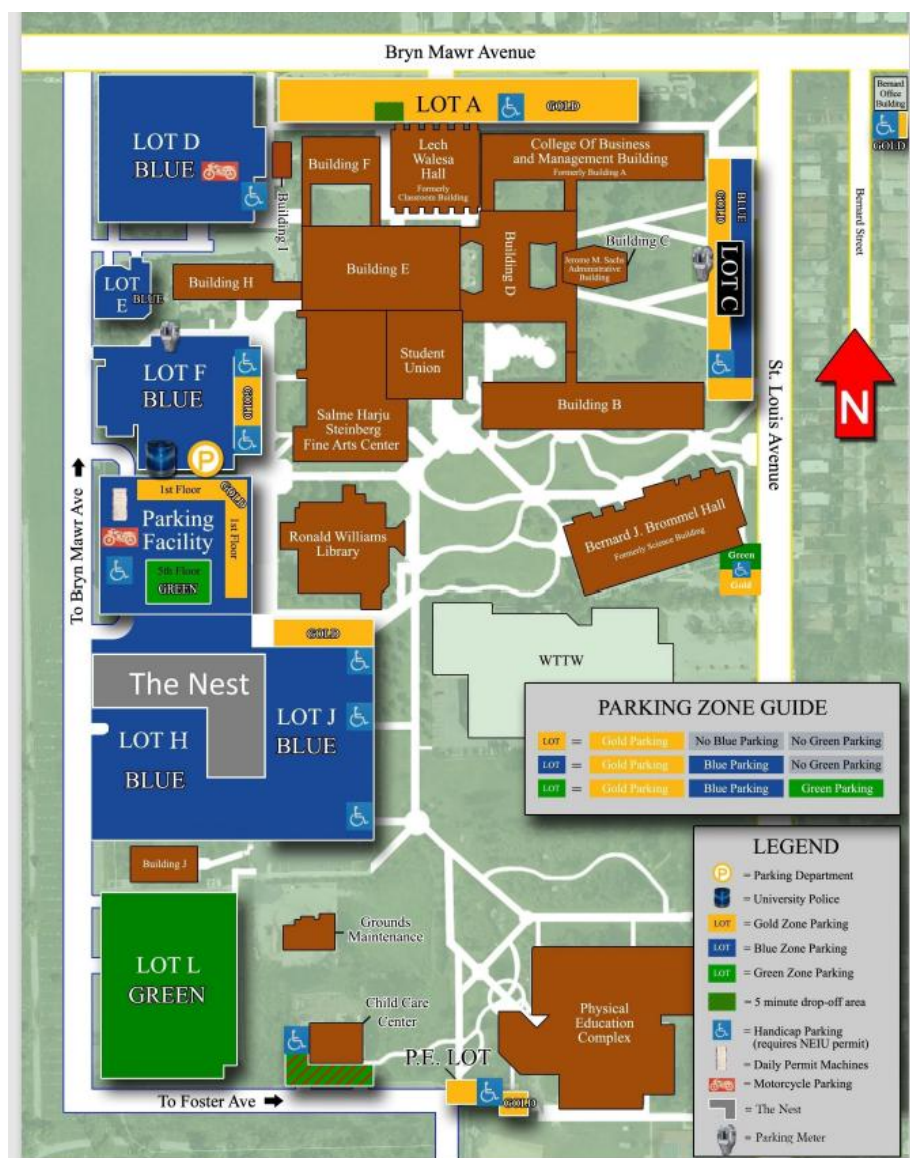 Bryn Mawr Avenue
LOT A
GOLD
LOT D
BLUE
Building I
Building F
Lech
Walesa
Hall
Formerly
Classroom Building
College Of Business
and Management Building
Formerly Building A
Bernard
Office
Building
GOLD
Bernard Street
GOLD
BLUE
LOT C
Building C
Jerome M. Sachs
Administrative
Building
Building D
Building E
Building H
LOT
E BLUE
LOT F
BLUE
GOLD
Student
Union
Salme Harju
Steinberg
Fine Arts Center
Building B
St. Louis Avenue
N
P
To Bryn Mawr Ave
1st Floor
GOLD
1st Floor
Parking
Facility
5th Floor
GREEN
Ronald Williams
Library
Bernard J. Brommel Hall
Formerly Science Building
Green
Gold
GOLD
The Nest
LOT J
BLUE
LOT H
BLUE
WTTW
PARKING ZONE GUIDE
LOT = Gold Parking No Blue Parking No Green Parking
LOT = Gold Parking Blue Parking No Green Parking
LOT = Gold Parking Blue Parking Green Parking
Building J
LOT L
GREEN
Grounds
Maintenance
Child Care
Center
P.E. LOT
GOLD
Physical
Education
Complex
To Foster Ave
LEGEND
P = Parking Department
= University Police
LOT = Gold Zone Parking
LOT = Blue Zone Parking
LOT = Green Zone Parking
= 5 minute drop-off area
= Handicap Parking
(requires NEIU permit)
= Daily Permit Machines
= Motorcycle Parking
= The Nest
= Parking Meter